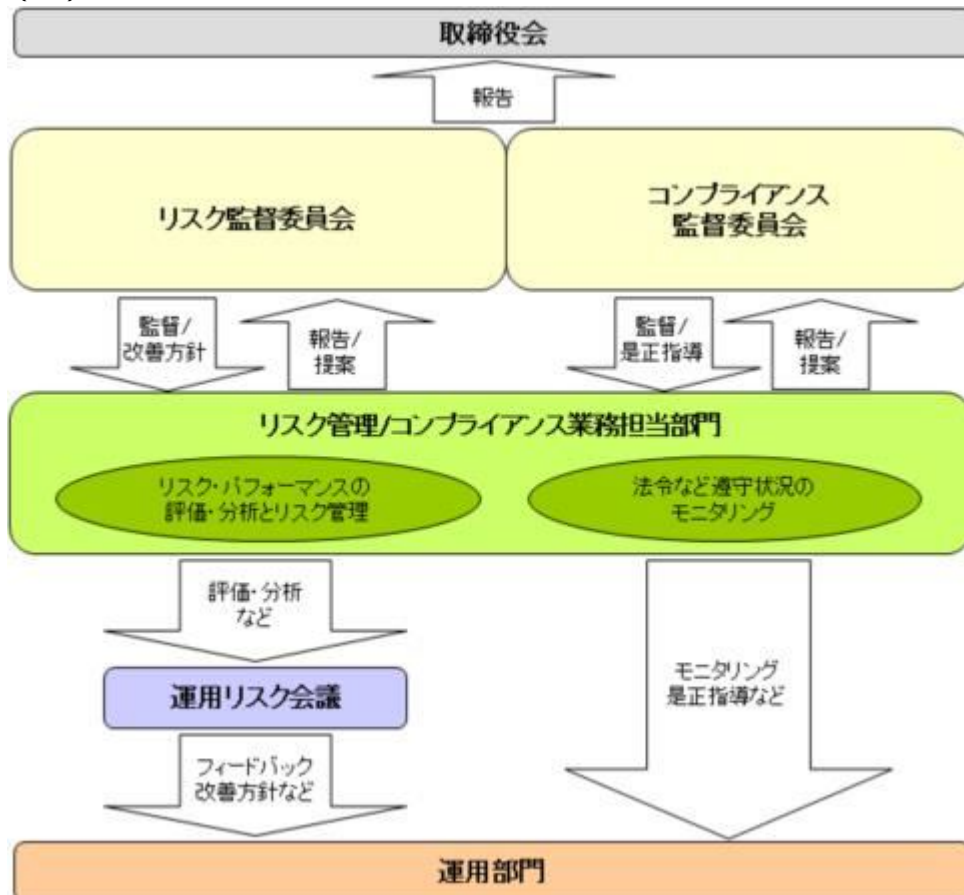 取締役会
報告
リスク監督委員会
コンプライアンス
監督委員会
監督/
改善方針
報告/
提案
監督/
是正指導
報告/
提案
リスク管理/コンプライアンス業務担当部門
リスク・パフォーマンスの
評価・分析とリスク管理
法令など遵守状況の
モニタリング
評価・分析
など
運用リスク会議
モニタリング
是正指導など
フィードバック
改善方針など
運用部門